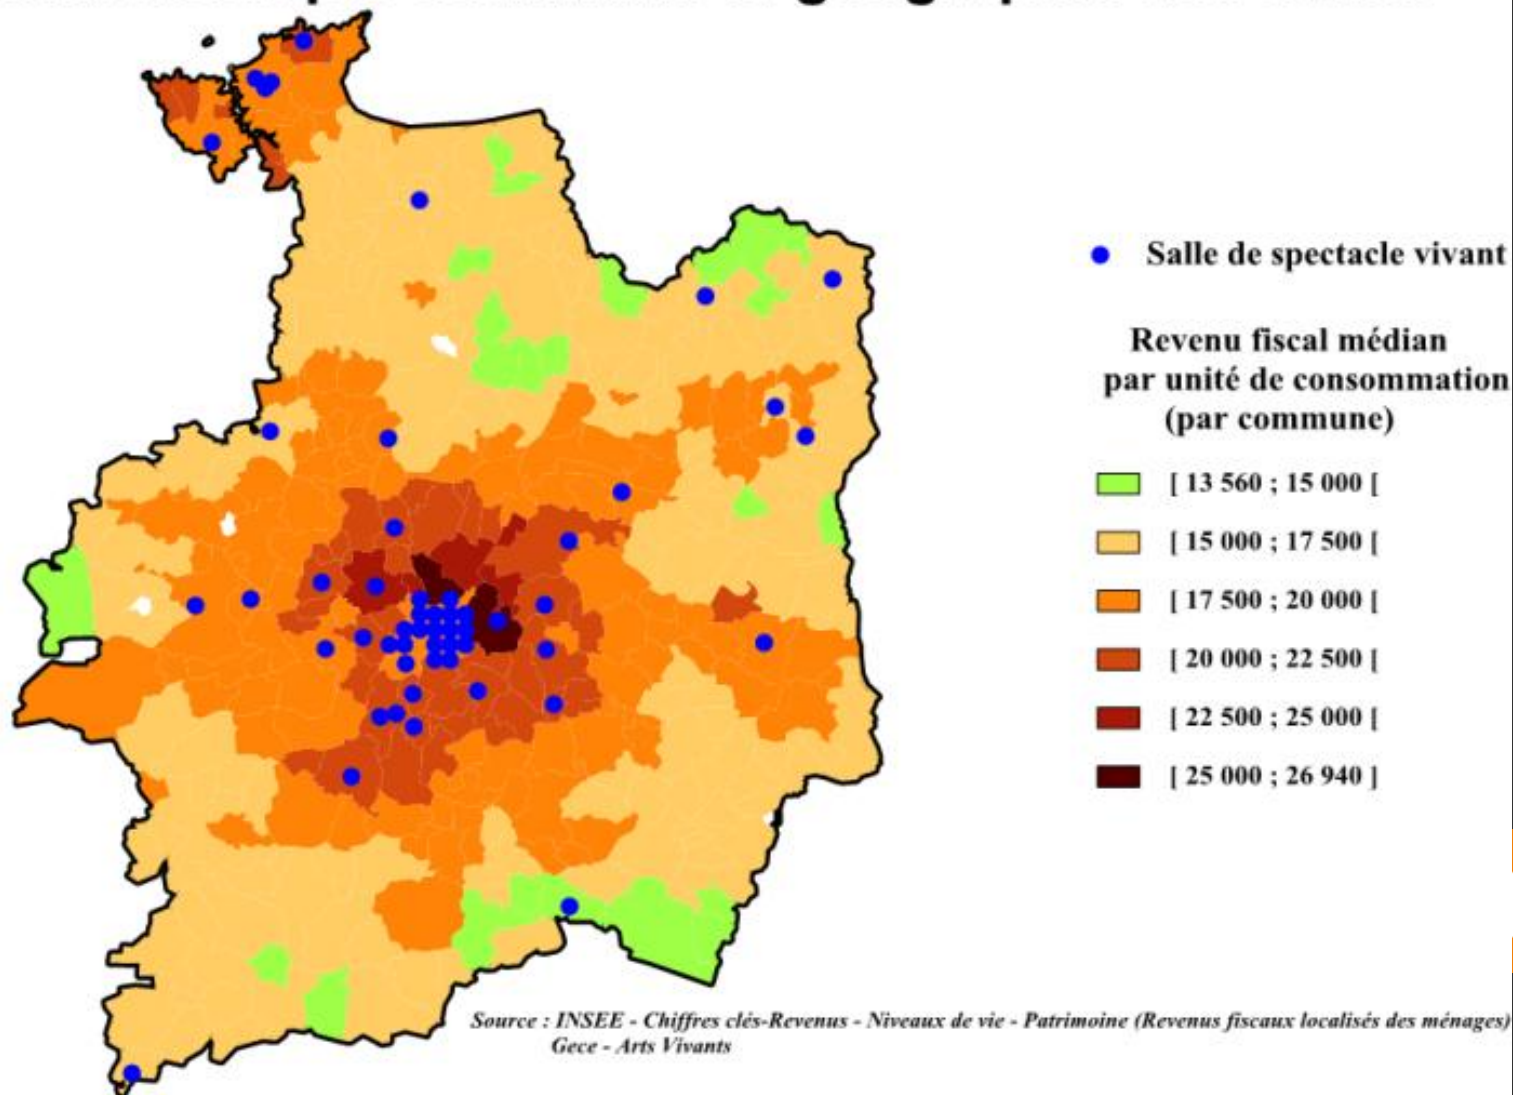 Salle de spectacle vivant
Revenu fiscal médian
par unité de consommation
(par commune)
[ 13 560 ; 15 000 [
[ 15 000 ; 17 500 [
[ 17 500 ; 20 000 [
[ 20 000 ; 22 500 [
[ 22 500 ; 25 000 [
[ 25 000 ; 26 940 ]
Source : INSEE - Chiffres clés-Revenus - Niveaux de vie - Patrimoine (Revenus fiscaux localisés des ménages)
Gece - Arts Vivants